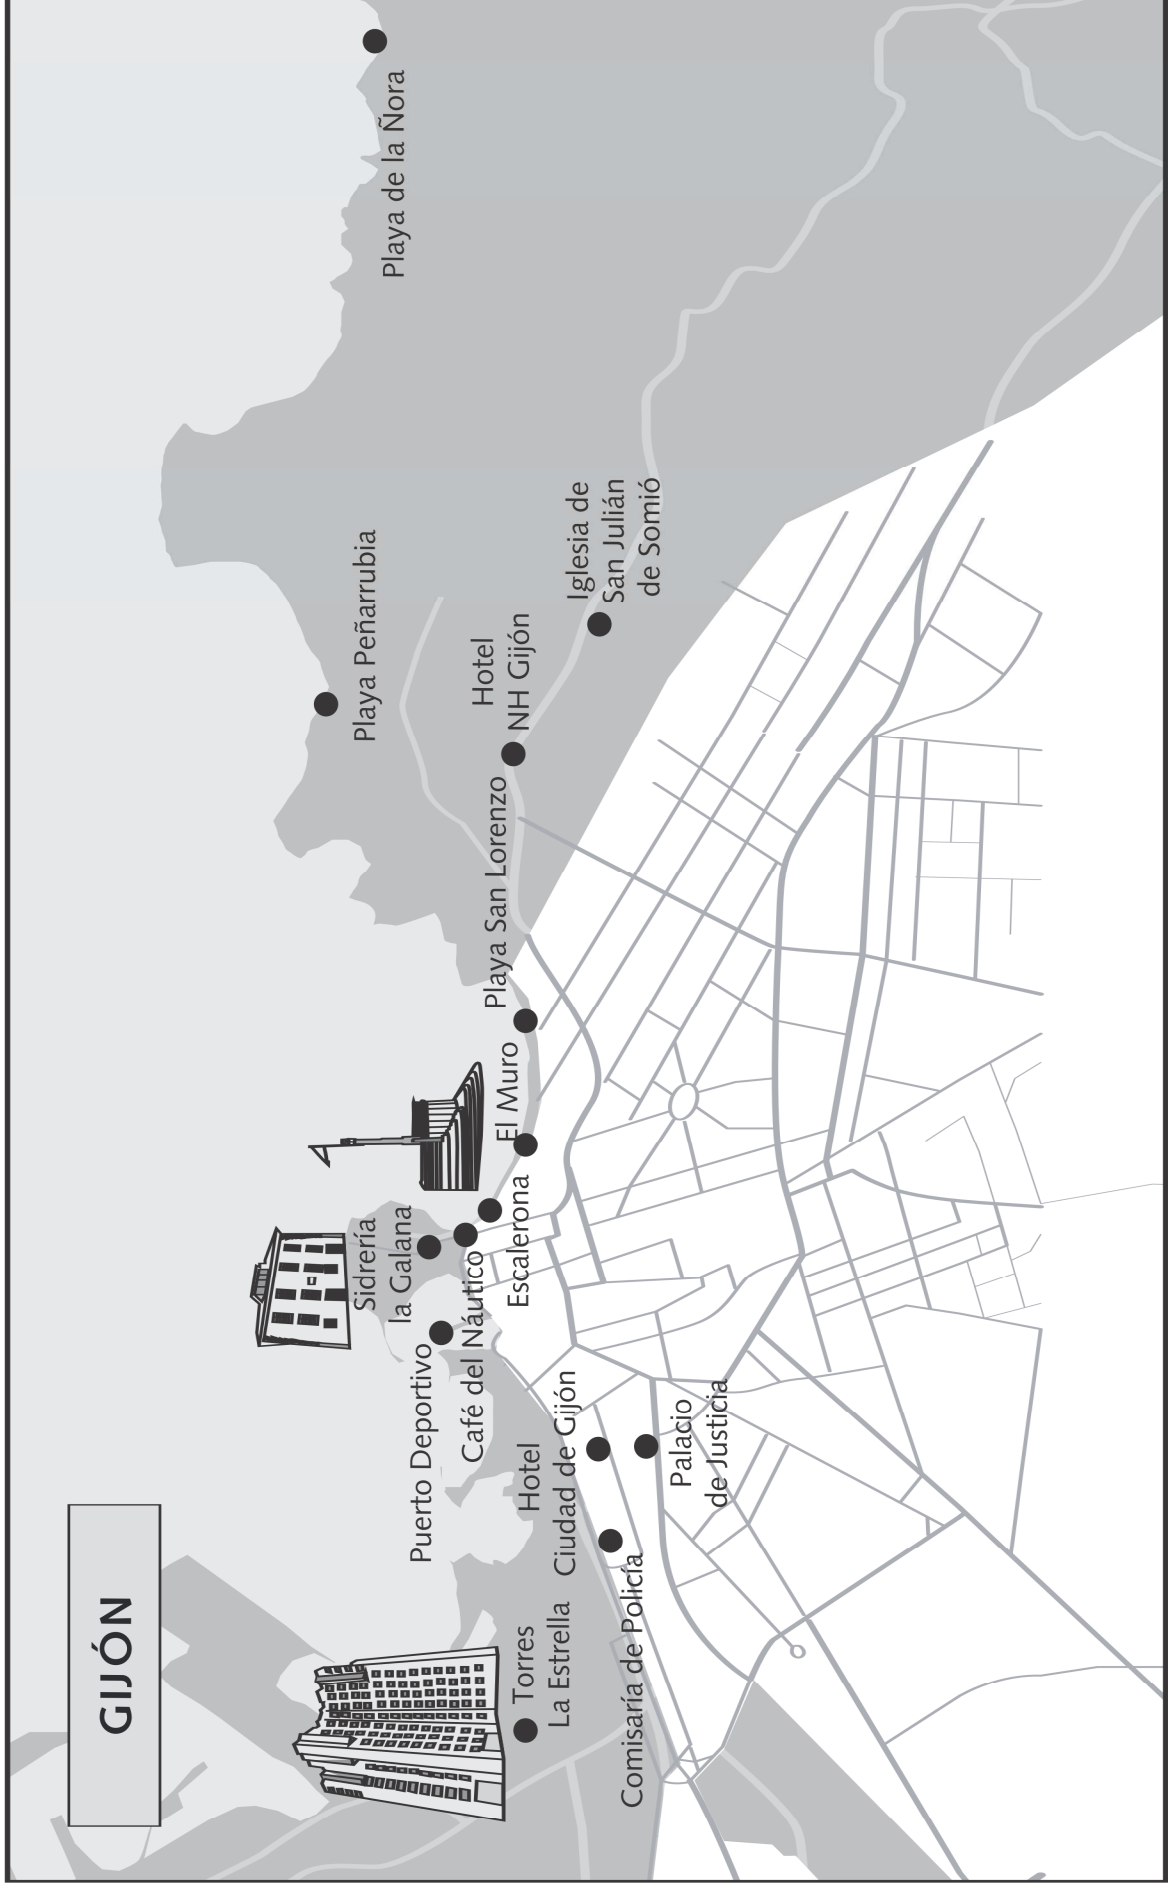 GIJÓN
Playa de la Ñora
Playa Peñarrubia
Iglesia de
San Julián
de Somió
Hotel
NH Gijón
Playa San Lorenzo
El Muro
Escalerona
Sidrería
la Galana
Café del Náutico
Puerto Deportivo
Hotel
Ciudad de Gijón
Palacio
de Justicia
Comisaría de Policía
Torres
La Estrella